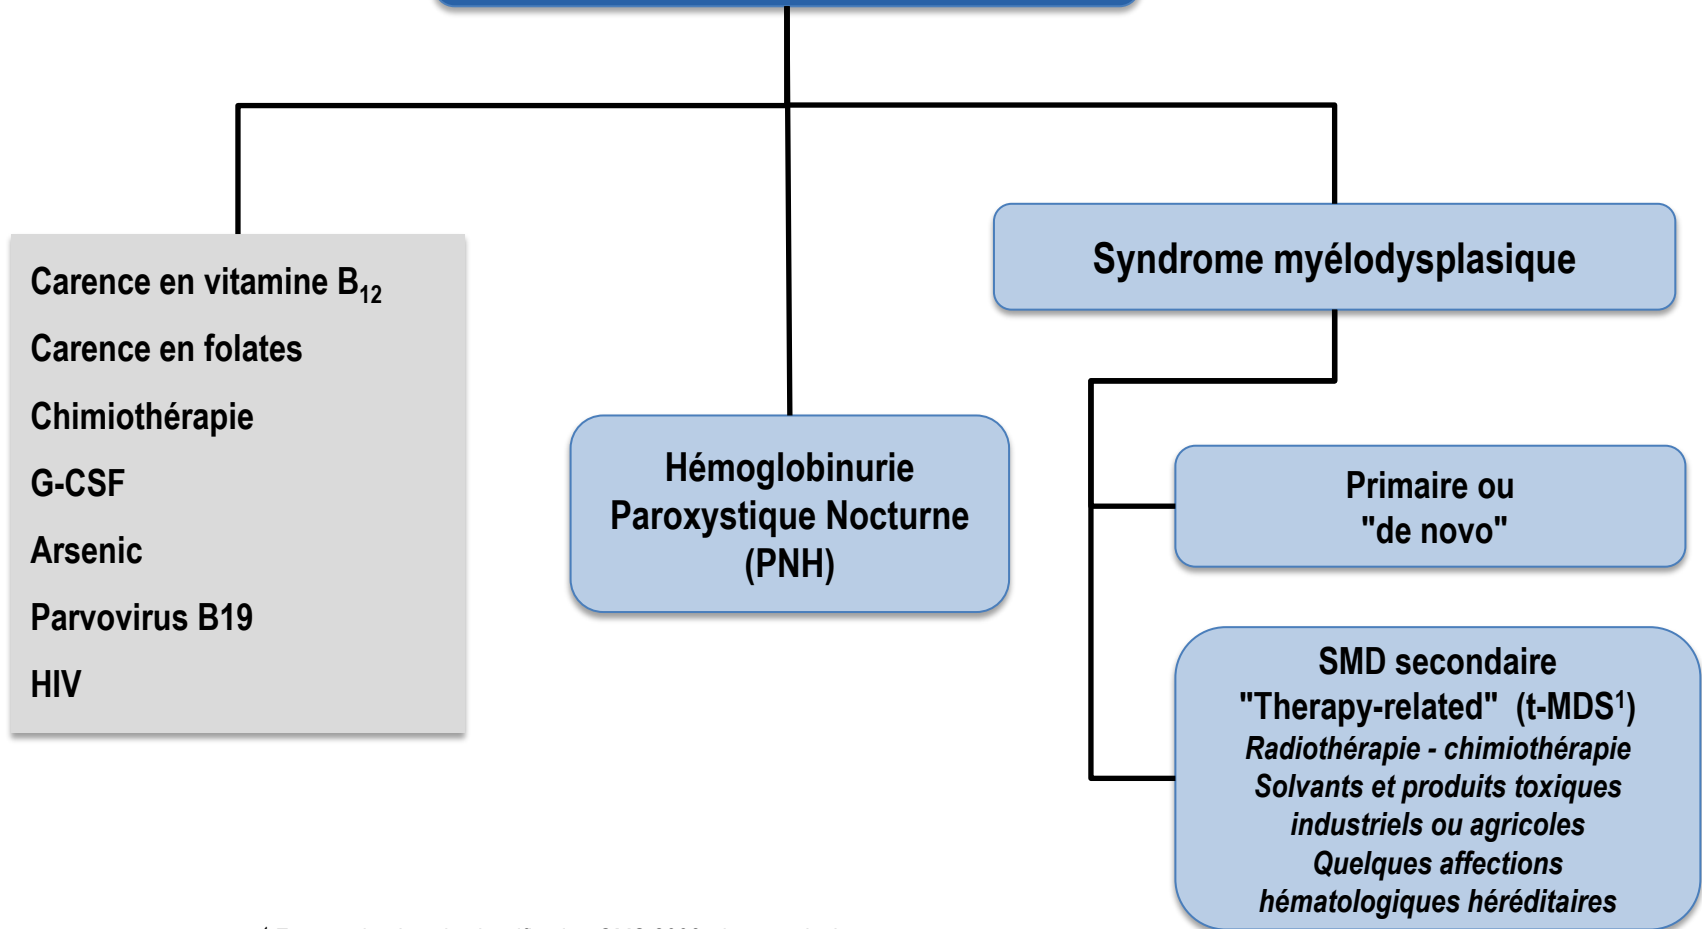 Carence en vitamine B12
Carence en folates
Chimiothérapie
G-CSF
Arsenic
Parvovirus B19
HIV
Hémoglobinurie
Paroxystique Nocturne
(PNH)
Syndrome myélodysplasique
Primaire ou
"de novo"
SMD secondaire
"Therapy-related" (t-MDS1)
Radiothérapie - chimiothérapie
Solvants et produits toxiques
industriels ou agricoles
Quelques affections
hématologiques héréditaires